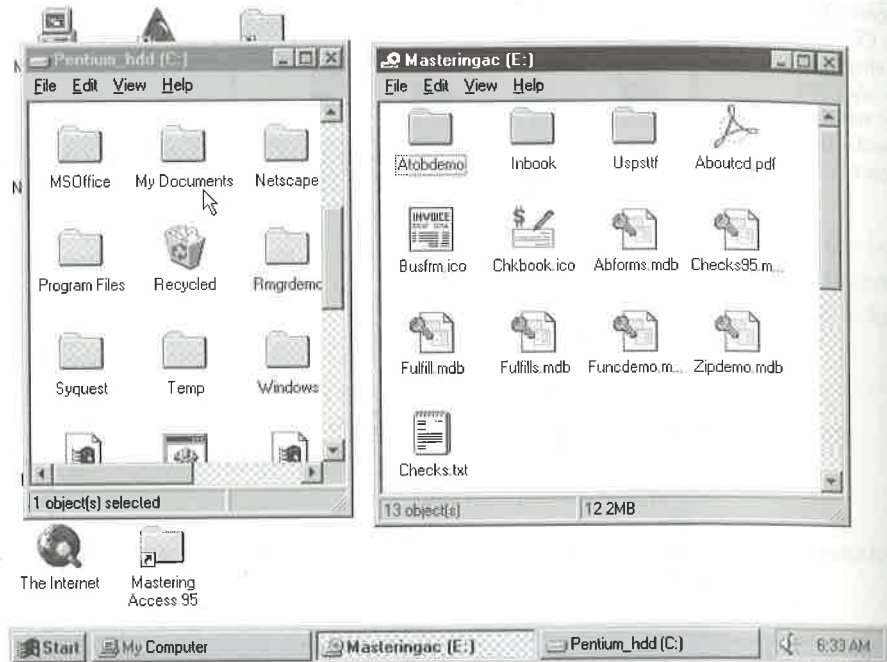 Pentium_hdd (C:)
File Edit View Help
MSOffice My Documents Netscape
Program Files Recycled Rmgrdemo
Syquest Temp Windows
1 object(s) selected
Masteringac (E:)
File Edit View Help
Atobdemo Inbook Uspsttf Aboutcd.pdf
INVOICE
Busfrm.ico Chkbook.ico Abforms.mdb Checks95.m...
Fulfill.mdb Fulfills.mdb Funcdemo.m... Zipdemo.mdb
Checks.txt
13 object(s) 12.2MB
The Internet
Mastering
Access 95
Start My Computer Masteringac (E:) Pentium_hdd (C:) 6:33 AM